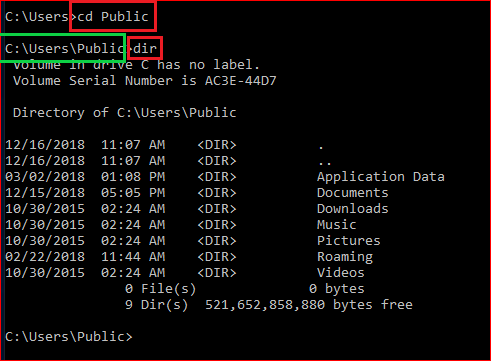 C:\Users>cd Public
C:\Users\Public>dir
 Volume in drive C has no label.
 Volume Serial Number is AC3E-44D7
 Directory of C:\Users\Public
12/16/2018  11:07 AM    <DIR>          .
12/16/2018  11:07 AM    <DIR>          ..
03/02/2018  01:08 PM    <DIR>          Application Data
12/15/2018  05:05 PM    <DIR>          Documents
10/30/2015  02:24 AM    <DIR>          Downloads
10/30/2015  02:24 AM    <DIR>          Music
10/30/2015  02:24 AM    <DIR>          Pictures
02/22/2018  11:44 AM    <DIR>          Roaming
10/30/2015  02:24 AM    <DIR>          Videos
               0 File(s)              0 bytes
               9 Dir(s)  521,652,858,880 bytes free
C:\Users\Public>